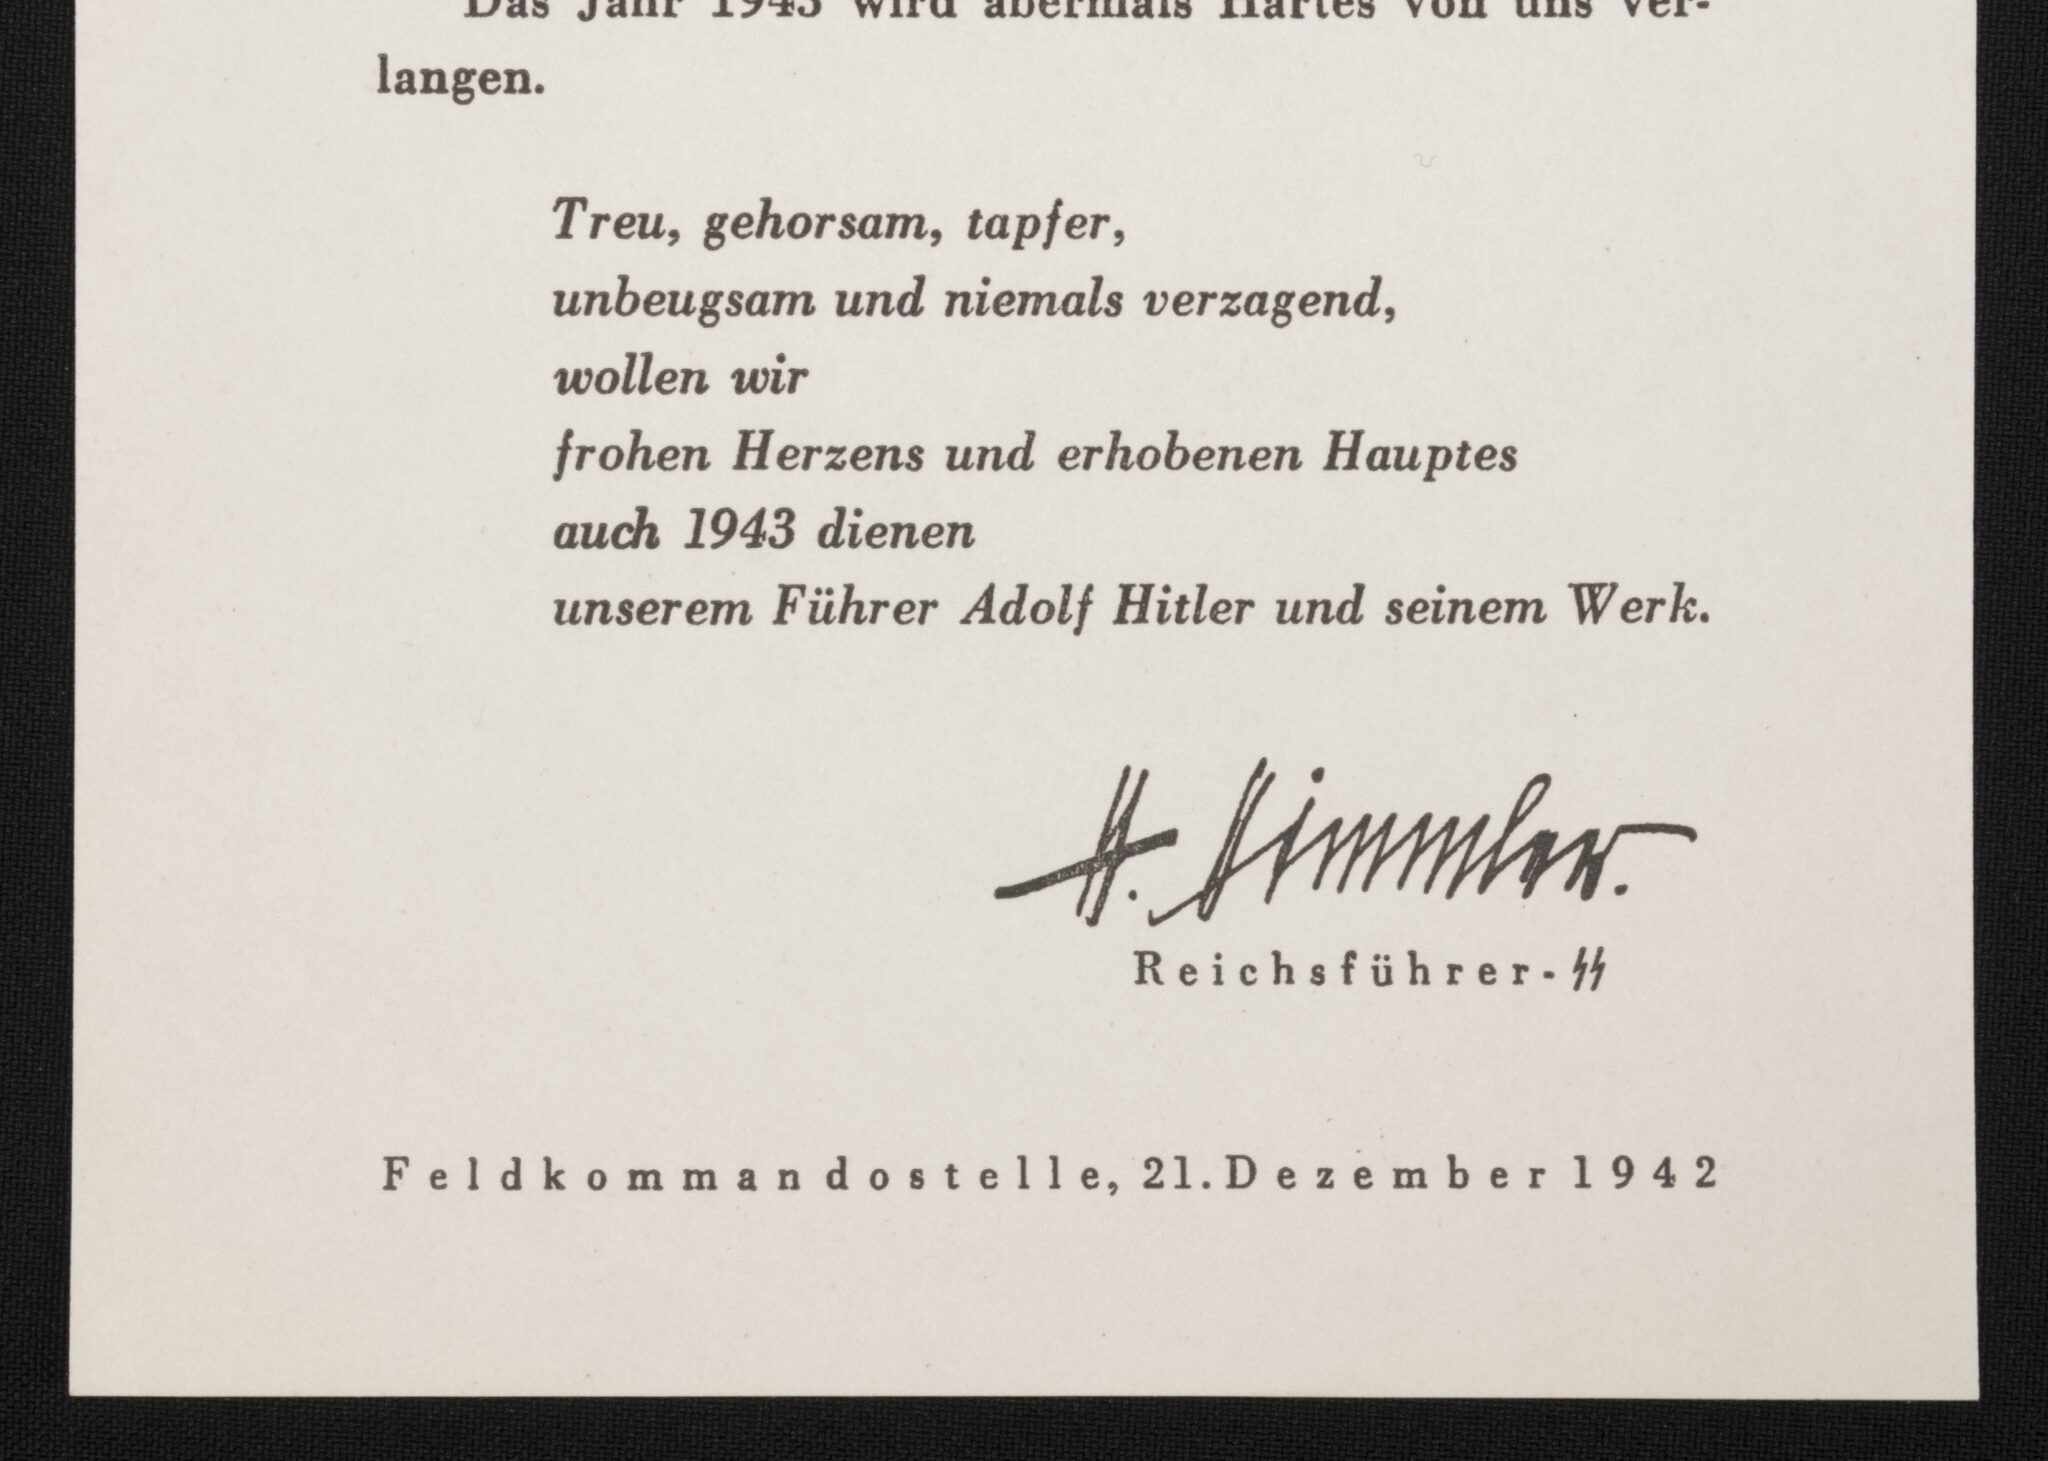 Das Jahr 1943 wird abermals Hartes von uns ver-
langen.
Treu, gehorsam, tapfer,
unbeugsam und niemals verzagend,
wollen wir
frohen Herzens und erhobenen Hauptes
auch 1943 dienen
unserem Führer Adolf Hitler und seinem Werk.
H. Himmler.
Reichsführer-SS
Feldkommandostelle, 21. Dezember 1942